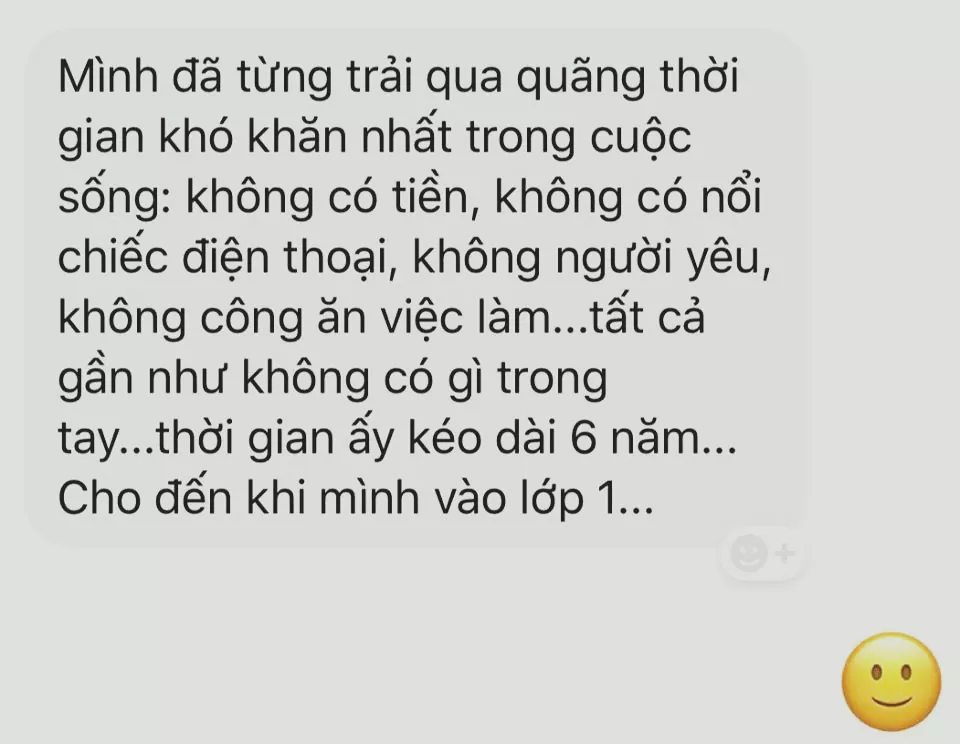 Mình đã từng trải qua quãng thời
gian khó khăn nhất trong cuộc
sống: không có tiền, không có nổi
chiếc điện thoại, không người yêu,
không công ăn việc làm...tất cả
gần như không có gì trong
tay...thời gian ấy kéo dài 6 năm...
Cho đến khi mình vào lớp 1...